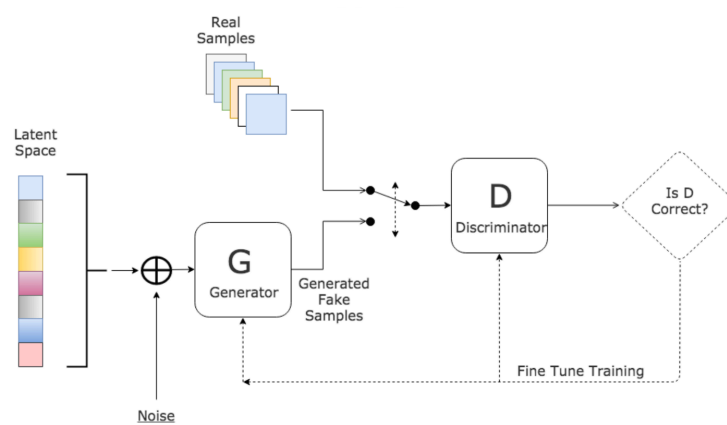 Real
Samples
Latent
Space
D
Discriminator
Is D
Correct?
G
Generator
Generated
Fake
Samples
Fine Tune Training
Noise